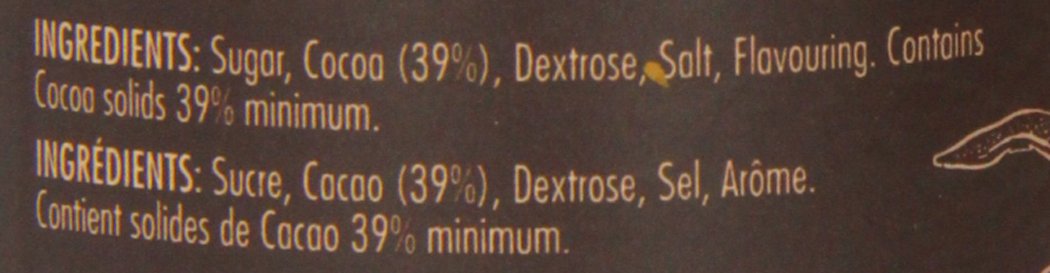 INGREDIENTS: Sugar, Cocoa (39%), Dextrose, Salt, Flavouring. Contains
Cocoa solids 39% minimum.
INGRÉDIENTS: Sucre, Cacao (39%), Dextrose, Sel, Arôme.
Contient solides de Cacao 39% minimum.